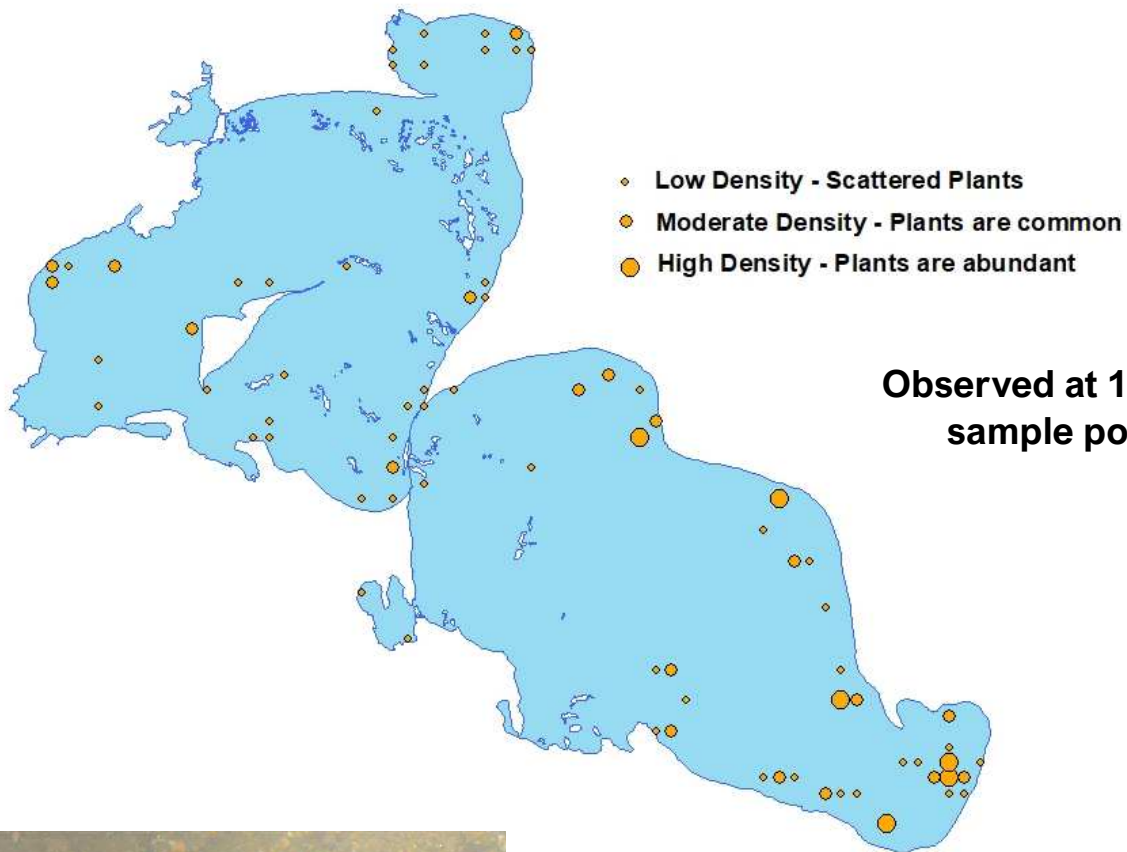 Low Density - Scattered Plants
Moderate Density - Plants are common
High Density - Plants are abundant
Observed at 1
sample po